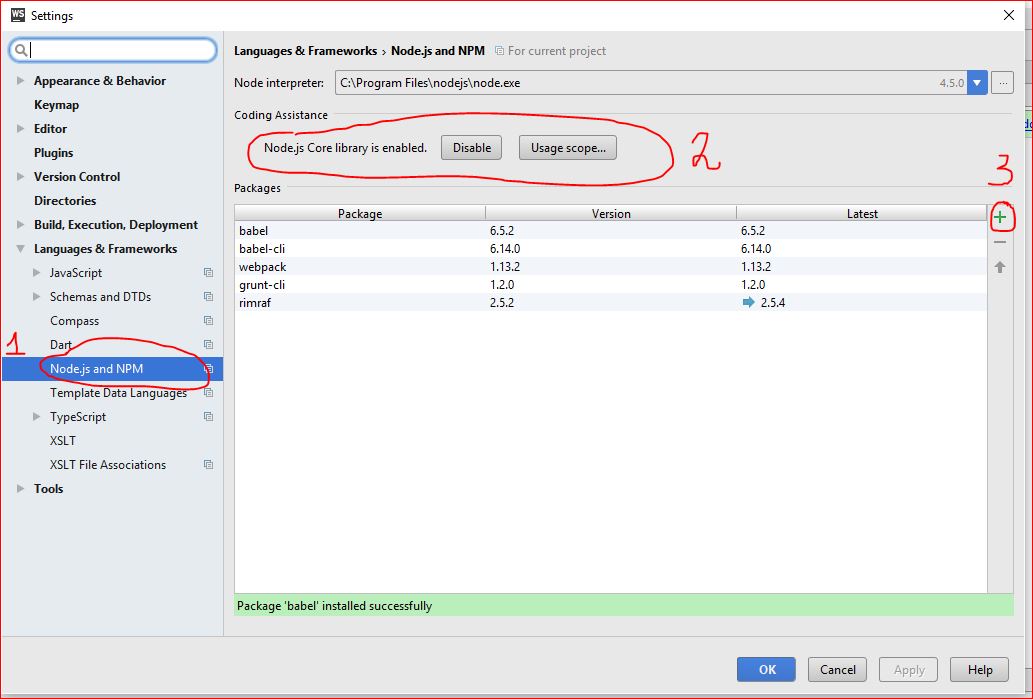 WS Settings
Languages & Frameworks › Node.js and NPM For current project
Node interpreter: C:\Program Files\nodejs\node.exe 4.5.0 ...
Coding Assistance
Node.js Core library is enabled. Disable Usage scope... 2
3
Packages
Package Version Latest
babel 6.5.2 6.5.2
babel-cli 6.14.0 6.14.0
webpack 1.13.2 1.13.2
grunt-cli 1.2.0 1.2.0
rimraf 2.5.2 2.5.4
Package 'babel' installed successfully
Appearance & Behavior
Keymap
Editor
Plugins
Version Control
Directories
Build, Execution, Deployment
Languages & Frameworks
JavaScript
Schemas and DTDs
Compass
Dart
1
Node.js and NPM
Template Data Languages
TypeScript
XSLT
XSLT File Associations
Tools
OK Cancel Apply Help